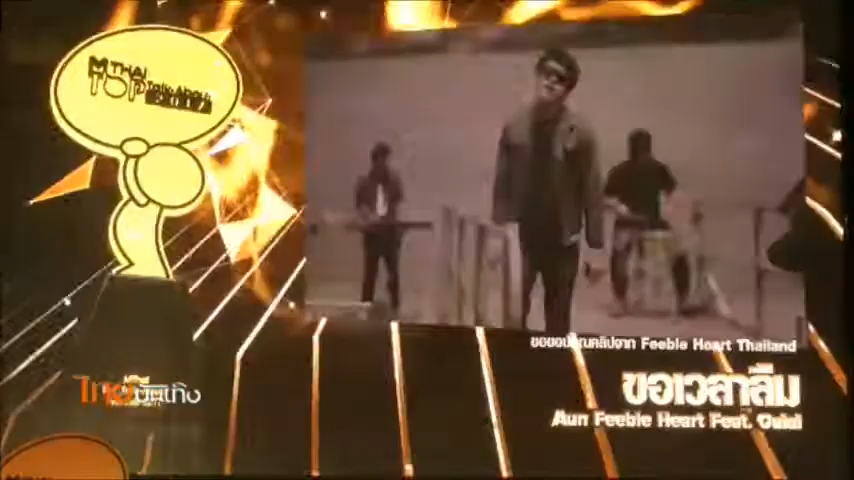 MTHAI
TOP Talk-About
2017
ขอขอบคุณคลิปจาก Feeble Heart Thailand
ขอเวลาลืม
Aun Feeble Heart Feat.
ไทย
บันเทิง